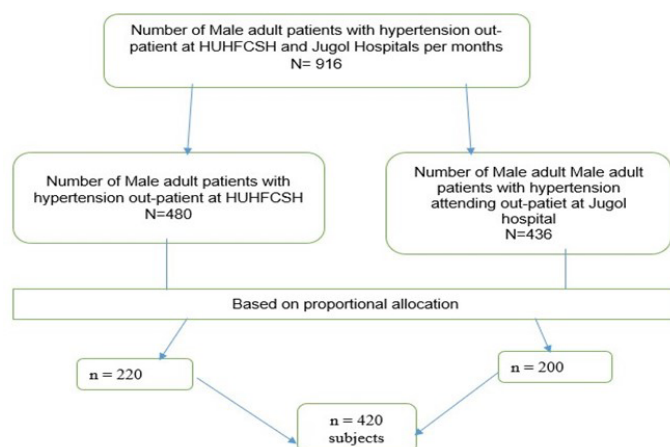 Number of Male adult patients with hypertension out-
patient at HUHFCSH and Jugol Hospitals per months
N= 916
Number of Male adult patients with
hypertension out-patient at HUHFCSH
N=480
Number of Male adult Male adult
patients with hypertension
attending out-patiet at Jugol
hospital
N=436
Based on proportional allocation
n = 220
n = 200
n = 420
subjects